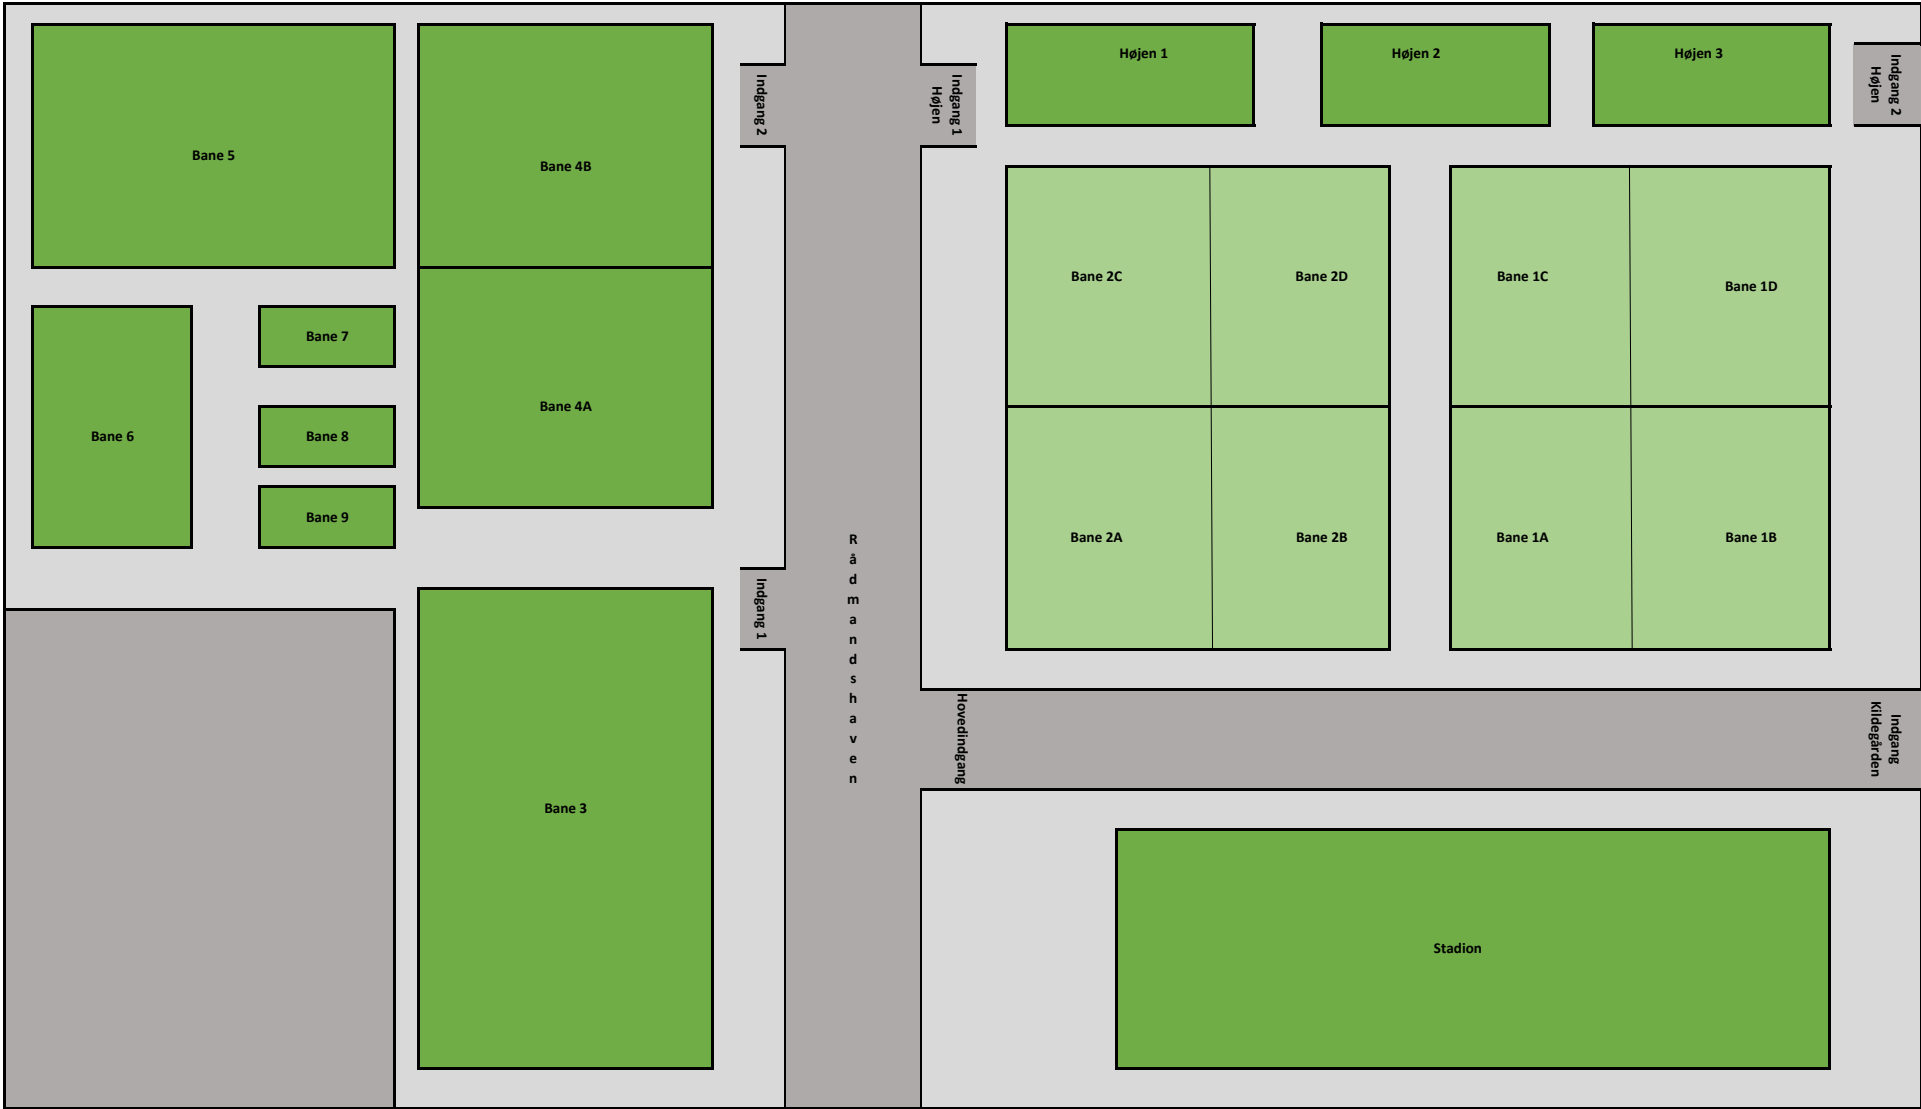 Bane 5
Bane 4B
Bane 7
Bane 6
Bane 8
Bane 4A
Bane 9
Bane 3
Indgang 2
Indgang 1
Rådmandshaven
Indgang 1
Højen
Højen 1
Højen 2
Højen 3
Indgang 2
Højen
Bane 2C
Bane 2D
Bane 1C
Bane 1D
Bane 2A
Bane 2B
Bane 1A
Bane 1B
Hovedindgang
Indgang
Kildegården
Stadion